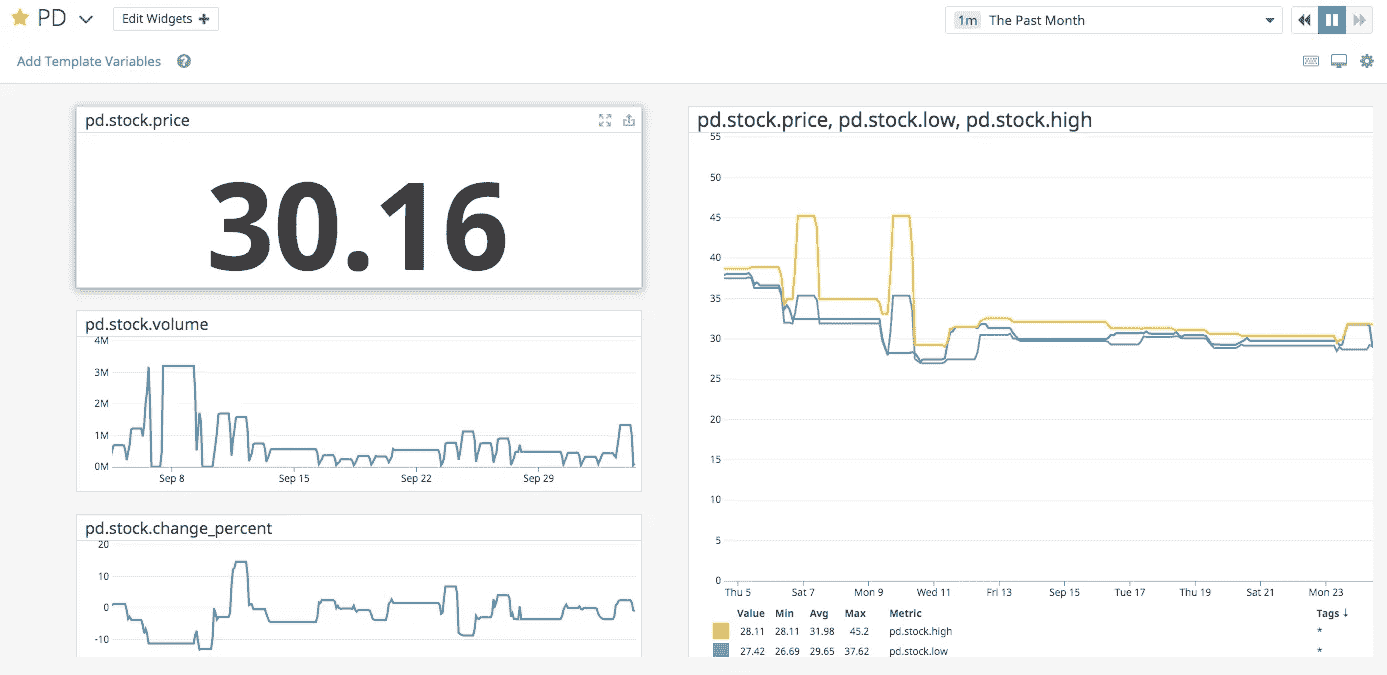 PD
Edit Widgets
1m The Past Month
Add Template Variables
?
pd.stock.price
30.16
pd.stock.volume
4M
3M
2M
1M
0M
Sep 8 Sep 15 Sep 22 Sep 29
pd.stock.change_percent
20
10
0
-10
pd.stock.price, pd.stock.low, pd.stock.high
55
50
45
40
35
30
25
20
15
10
5
0
Thu 5 Sat 7 Mon 9 Wed 11 Fri 13 Sep 15 Tue 17 Thu 19 Sat 21 Mon 23
Value Min Avg Max Metric Tags ↓
28.11 28.11 31.98 45.2 pd.stock.high *
27.42 26.69 29.65 37.62 pd.stock.low *